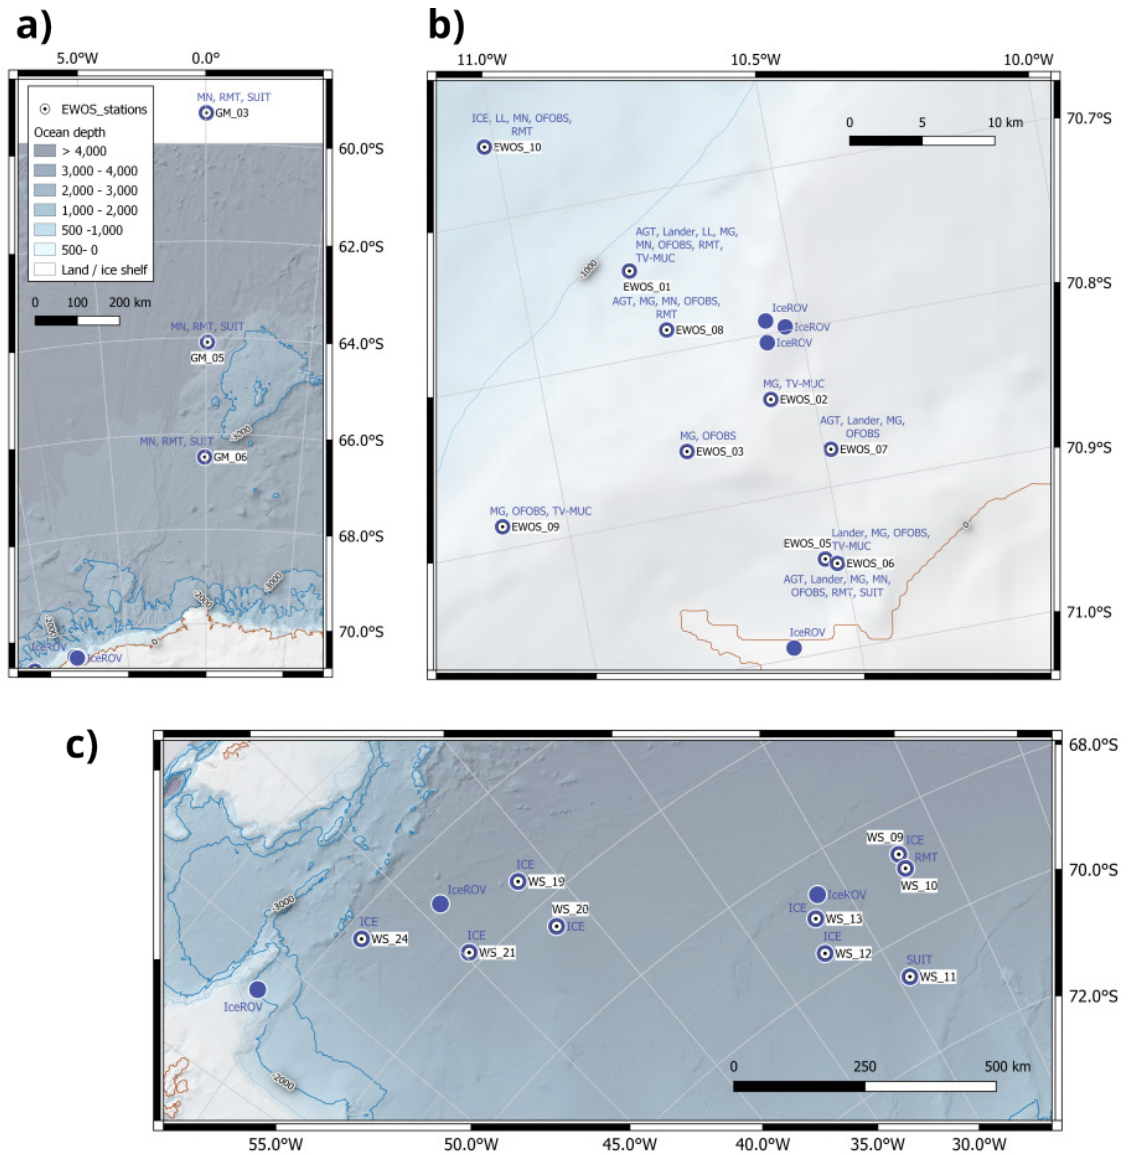 a)
5.0°W
0.0°
EWOS_stations
Ocean depth
> 4,000
3,000 - 4,000
2,000 - 3,000
1,000 - 2,000
500 -1,000
500- 0
Land / ice shelf
0 100 200 km
MN, RMT, SUIT
GM_03
60.0°S
62.0°S
MN, RMT, SUIT
GM_05
64.0°S
-3000
66.0°S
MN, RMT, SUIT
GM_06
68.0°S
-3000
-2000
-2000
0
70.0°S
IceROV
IceROV
b)
11.0°W
10.5°W
10.0°W
ICE, LL, MN, OFOBS,
RMT
EWOS_10
0 5 10 km
70.7°S
AGT, Lander, LL, MG,
MN, OFOBS, RMT,
TV-MUC
-1000
EWOS_01
70.8°S
AGT, MG, MN, OFOBS,
RMT
EWOS_08
IceROV
IceROV
IceROV
MG, TV-MUC
EWOS_02
AGT, Lander, MG,
OFOBS
EWOS_07
MG, OFOBS
EWOS_03
70.9°S
MG, OFOBS, TV-MUC
EWOS_09
0
Lander, MG, OFOBS,
TV-MUC
EWOS_05
EWOS_06
AGT, Lander, MG, MN,
OFOBS, RMT, SUIT
71.0°S
IceROV
c)
68.0°S
WS_09
ICE
RMT
WS_10
70.0°S
ICE
WS_19
IceROV
IceROV
-3000
WS_20
ICE
ICE
WS_13
ICE
WS_24
ICE
WS_21
ICE
WS_12
SUIT
WS_11
72.0°S
IceROV
-2000
0 250 500 km
55.0°W
50.0°W
45.0°W
40.0°W
35.0°W
30.0°W